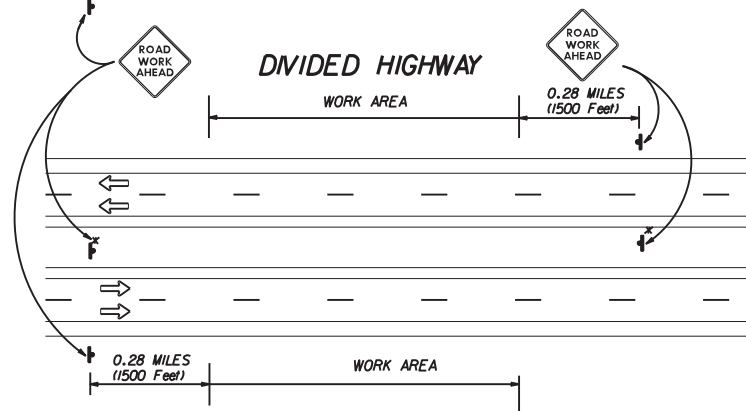 ROAD
WORK
AHEAD
DIVIDED HIGHWAY
ROAD
WORK
AHEAD
WORK AREA
0.28 MILES
(1500 Feet)
*
*
0.28 MILES
(1500 Feet)
WORK AREA